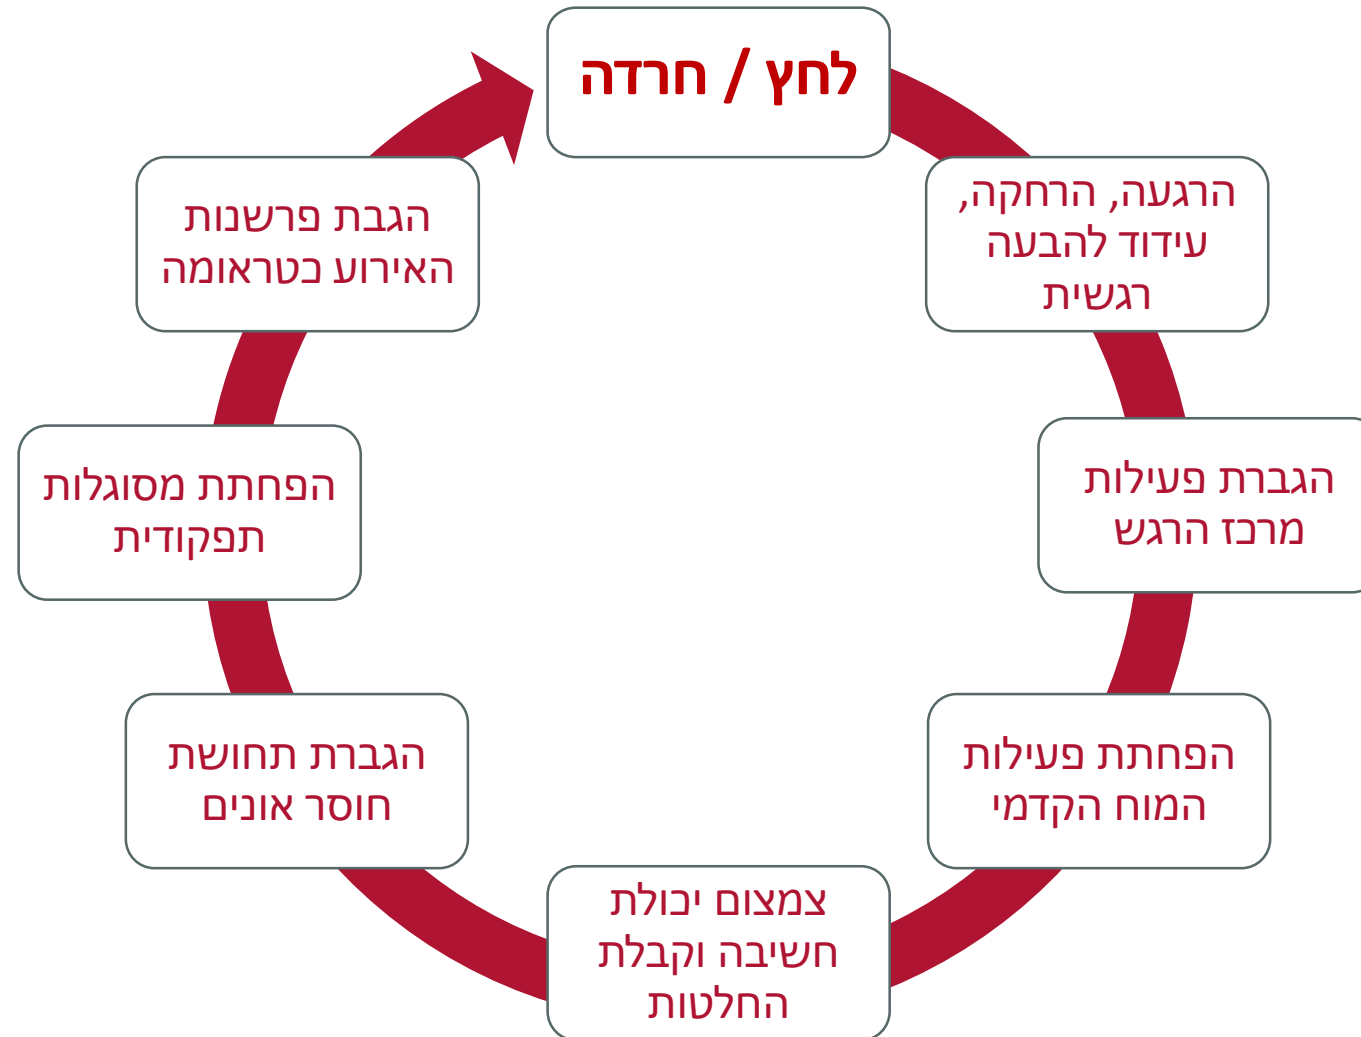 לחץ / חרדה
הרגעה, הרחקה,
עידוד להבעה
רגשית
הגברת פעילות
מרכז הרגש
הפחתת פעילות
המוח הקדמי
צמצום יכולת
חשיבה וקבלת
החלטות
הגברת תחושת
חוסר אונים
הפחתת מסוגלות
תפקודית
הגבת פרשנות
האירוע כטראומה